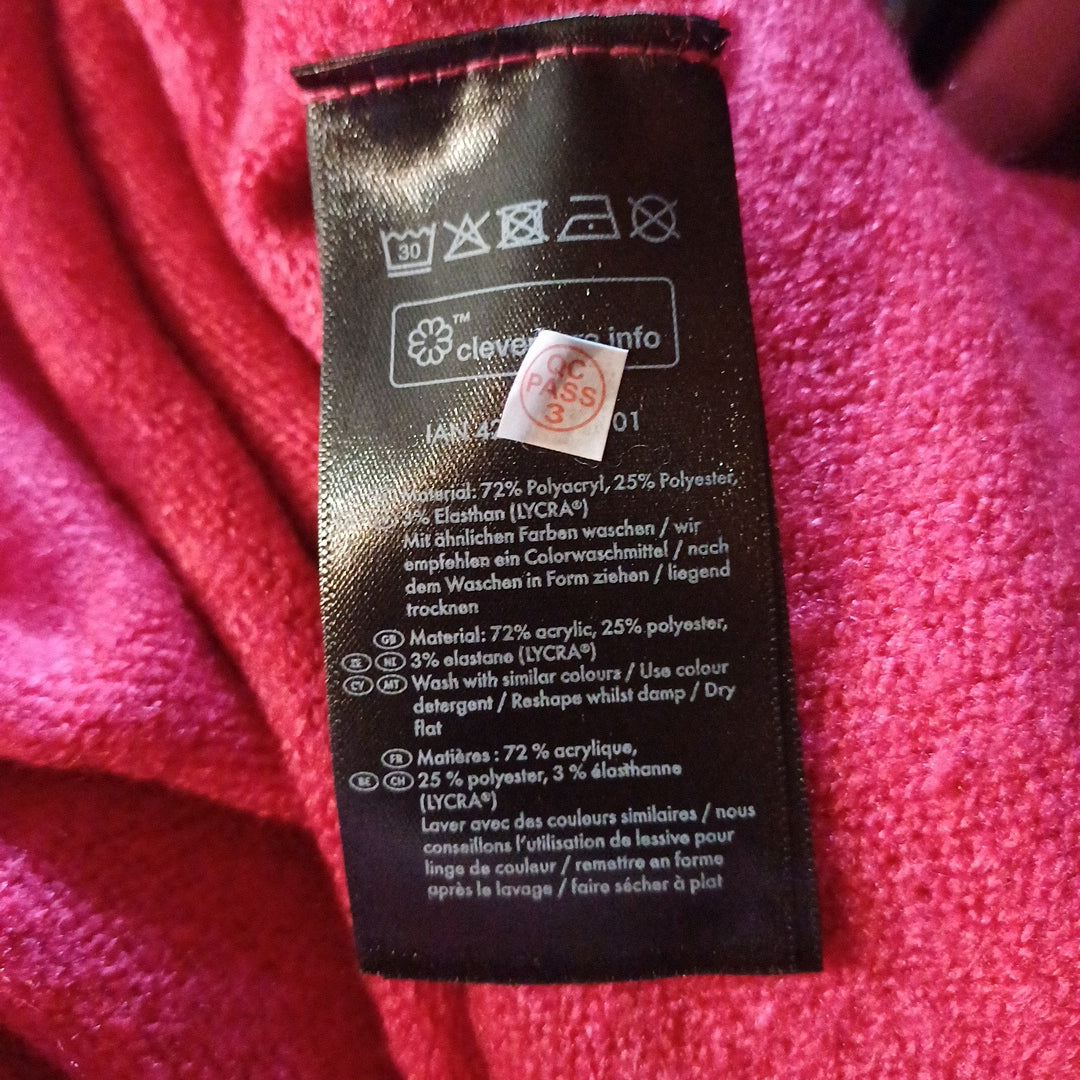 30
™
info
QC
PASS
3
IAN 01
Material: 72% Polyacryl, 25% Polyester,
3% Elasthan (LYCRA®)
Mit ähnlichen Farben waschen / wir
empfehlen ein Colorwaschmittel / nach
dem Waschen in Form ziehen / liegend
trocknen
GB Material: 72% acrylic, 25% polyester,
IE NI 3% elastane (LYCRA®)
CY MT Wash with similar colours / Use colour
detergent / Reshape whilst damp / Dry
flat
FR Matières : 72 % acrylique,
BE CH 25 % polyester, 3 % élasthanne
(LYCRA®)
Laver avec des couleurs similaires / nous
conseillons l'utilisation de lessive pour
linge de couleur / remettre en forme
après le lavage / faire sécher à plat